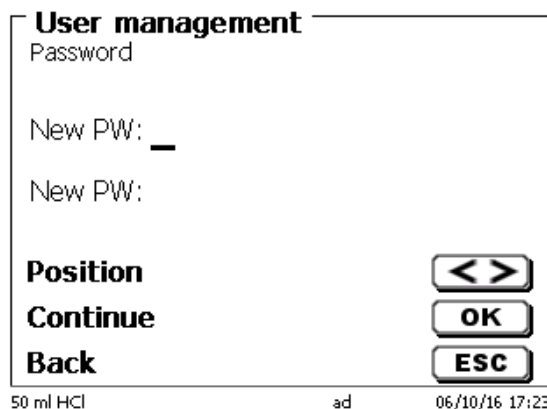 User management
Password
New PW:
New PW:
Position < >
Continue OK
Back ESC
50 ml HCl ad 06/10/16 17:23